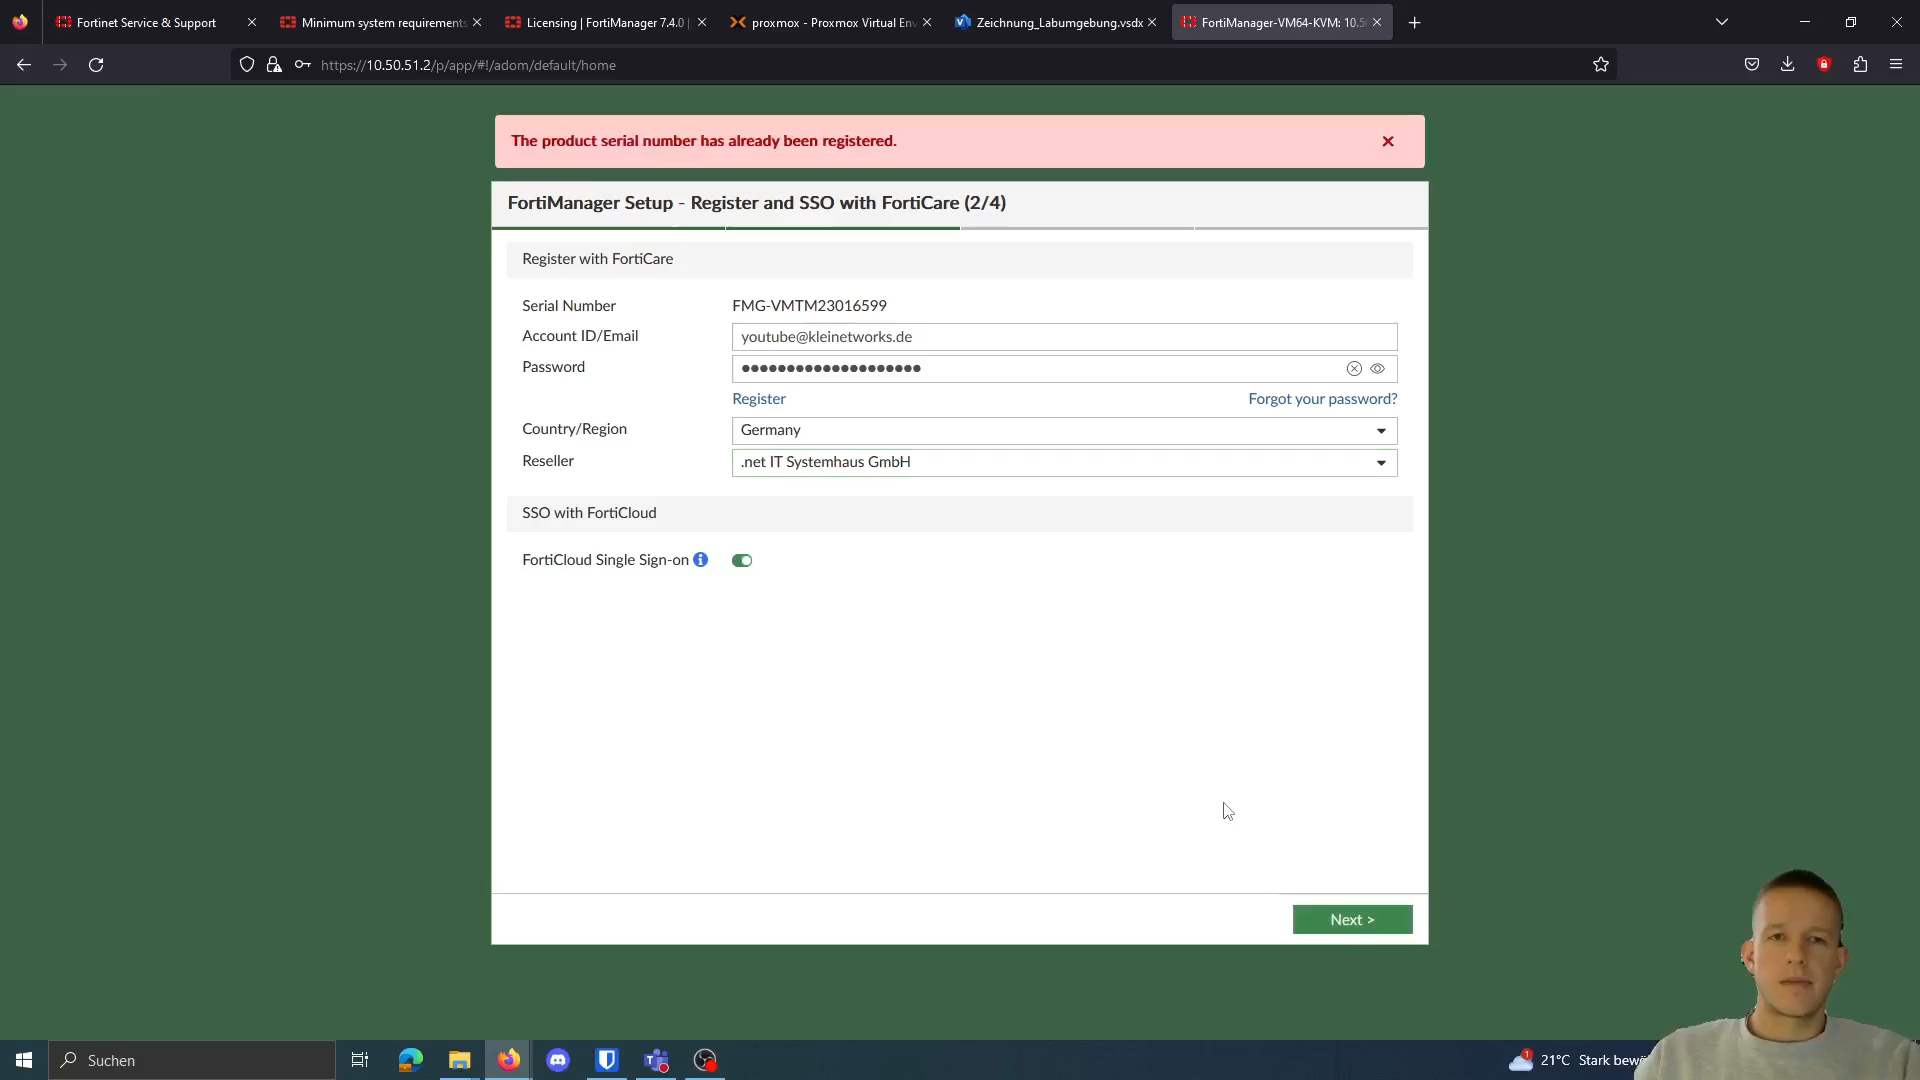 Fortinet Service & Support
Minimum system requirements
Licensing | FortiManager 7.4.0 |
proxmox - Proxmox Virtual Env
Zeichnung_Labumgebung.vsdx
FortiManager-VM64-KVM: 10.50
https://10.50.51.2/p/app/#!/adom/default/home
The product serial number has already been registered.
FortiManager Setup - Register and SSO with FortiCare (2/4)
Register with FortiCare
Serial Number FMG-VMTM23016599
Account ID/Email youtube@kleinetworks.de
Password
Register Forgot your password?
Country/Region Germany
Reseller .net IT Systemhaus GmbH
SSO with FortiCloud
FortiCloud Single Sign-on
Next >
Suchen
21°C Stark bewö